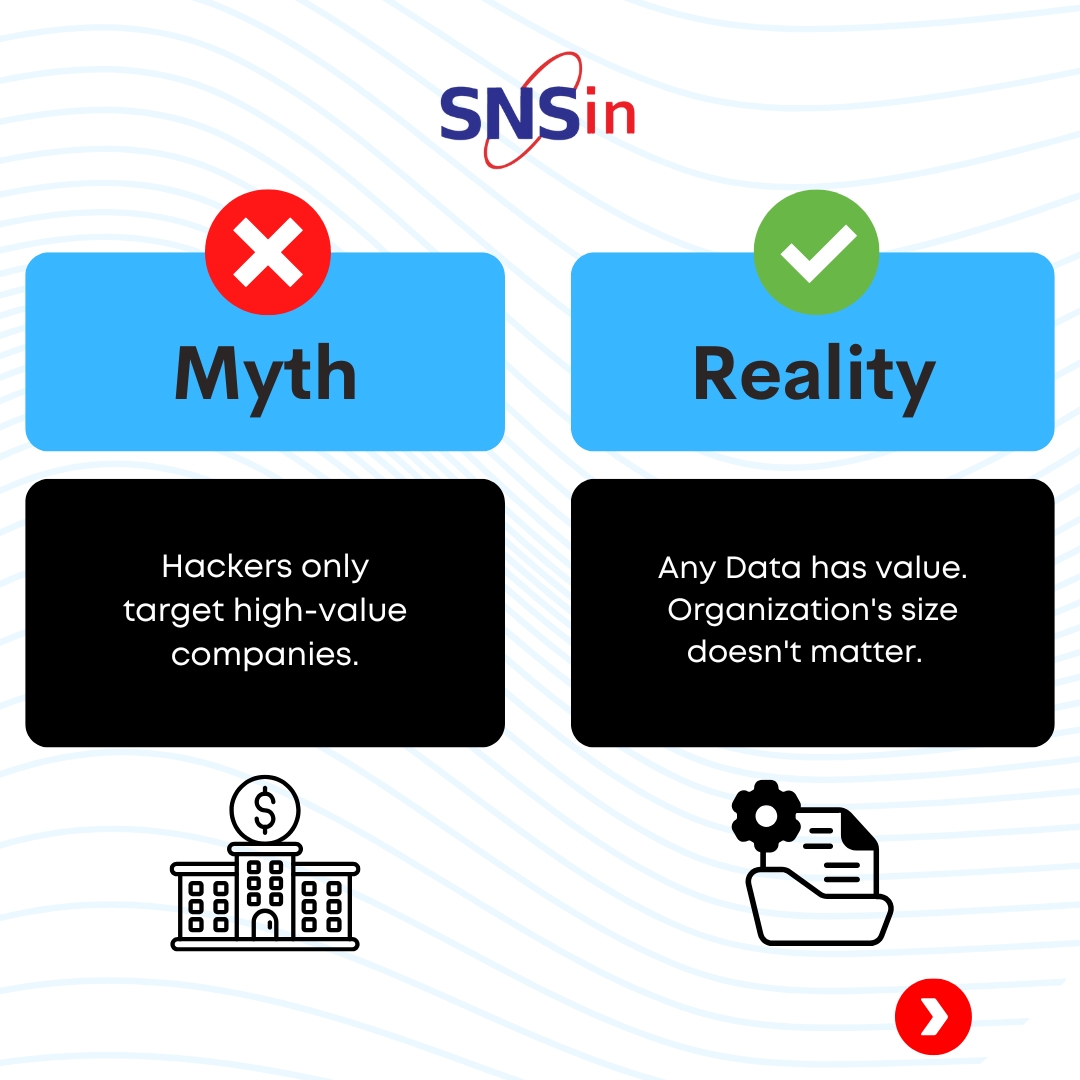 SNSin
Myth
Reality
Hackers only
target high-value
companies.
Any Data has value.
Organization's size
doesn't matter.
$